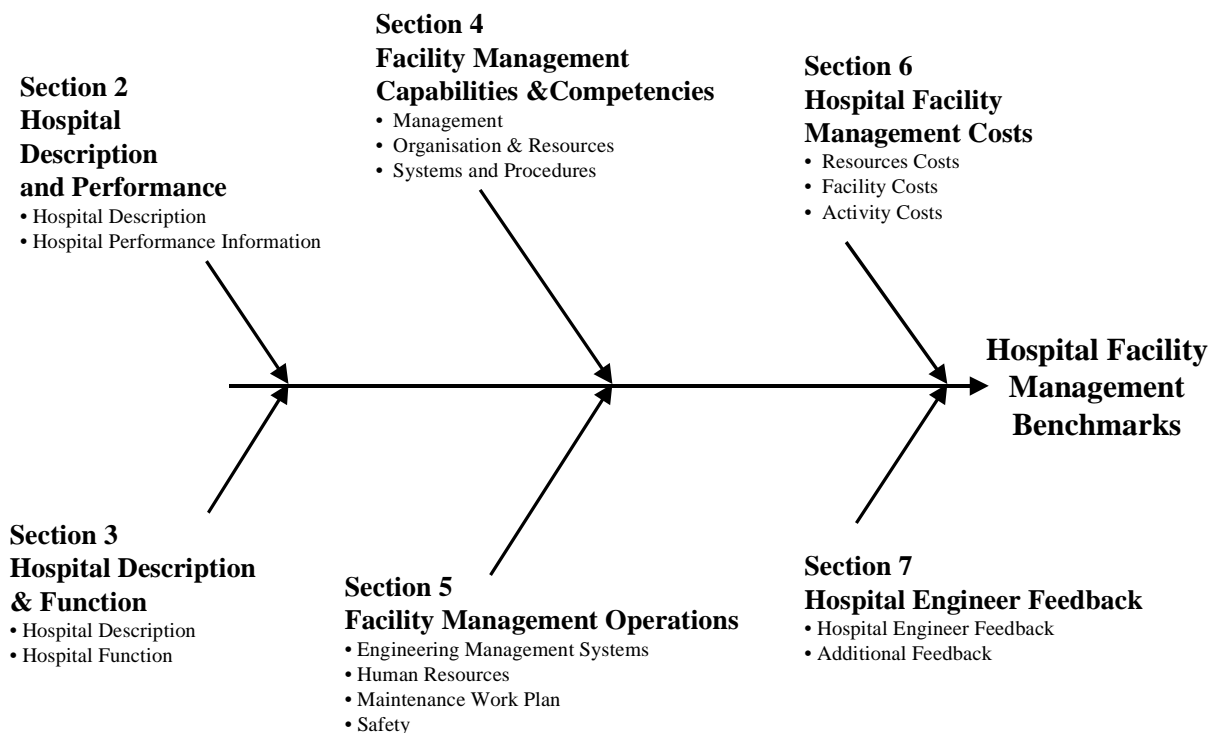 Section 2
Hospital
Description
and Performance
• Hospital Description
• Hospital Performance Information
Section 4
Facility Management
Capabilities &Competencies
• Management
• Organisation & Resources
• Systems and Procedures
Section 6
Hospital Facility
Management Costs
• Resources Costs
• Facility Costs
• Activity Costs
Hospital Facility
Management
Benchmarks
Section 3
Hospital Description
& Function
• Hospital Description
• Hospital Function
Section 5
Facility Management Operations
• Engineering Management Systems
• Human Resources
• Maintenance Work Plan
• Safety
Section 7
Hospital Engineer Feedback
• Hospital Engineer Feedback
• Additional Feedback